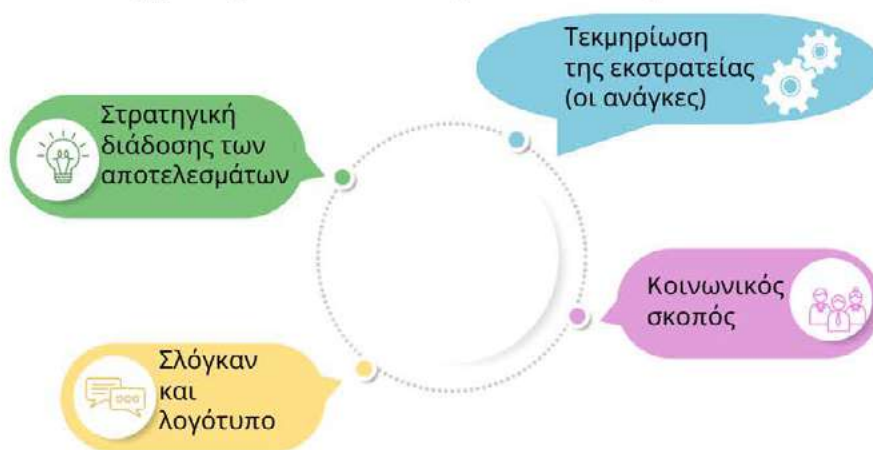 Τεκμηρίωση
της εκστρατείας
(οι ανάγκες)
Στρατηγική
διάδοσης των
αποτελεσμάτων
Κοινωνικός
σκοπός
Σλόγκαν
και
λογότυπο